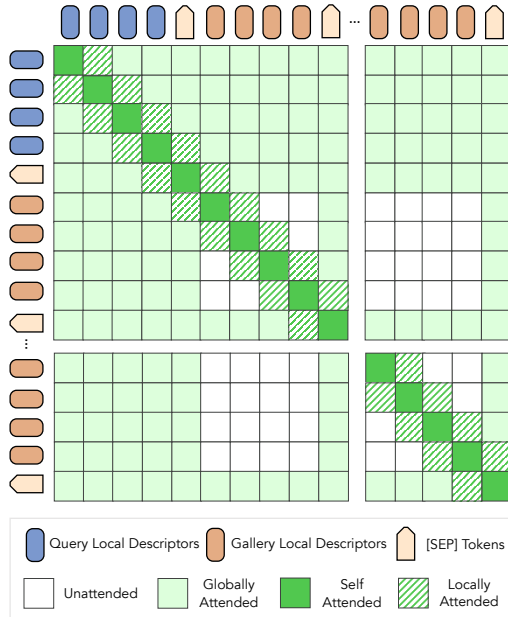 ...
...
Query Local Descriptors Gallery Local Descriptors [SEP] Tokens
Unattended Globally Attended Self Attended Locally Attended